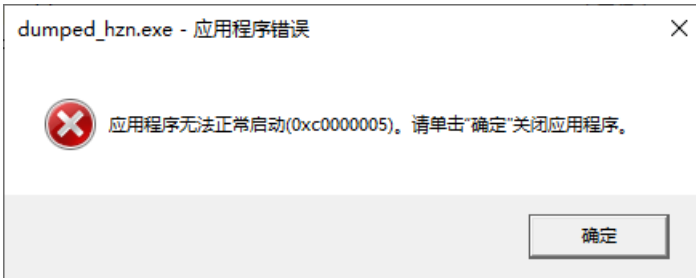 dumped_hzn.exe - 应用程序错误
应用程序无法正常启动(0xc0000005)。请单击“确定”关闭应用程序。
确定